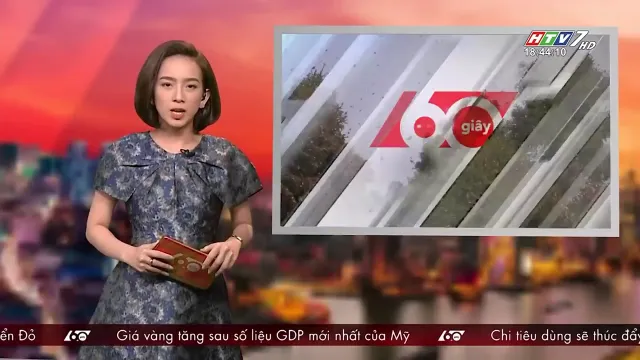 HTV7 HD
18:44:10
60 giây
ển Đỏ 60 Giá vàng tăng sau số liệu GDP mới nhất của Mỹ 60 Chi tiêu dùng sẽ thúc đẩ